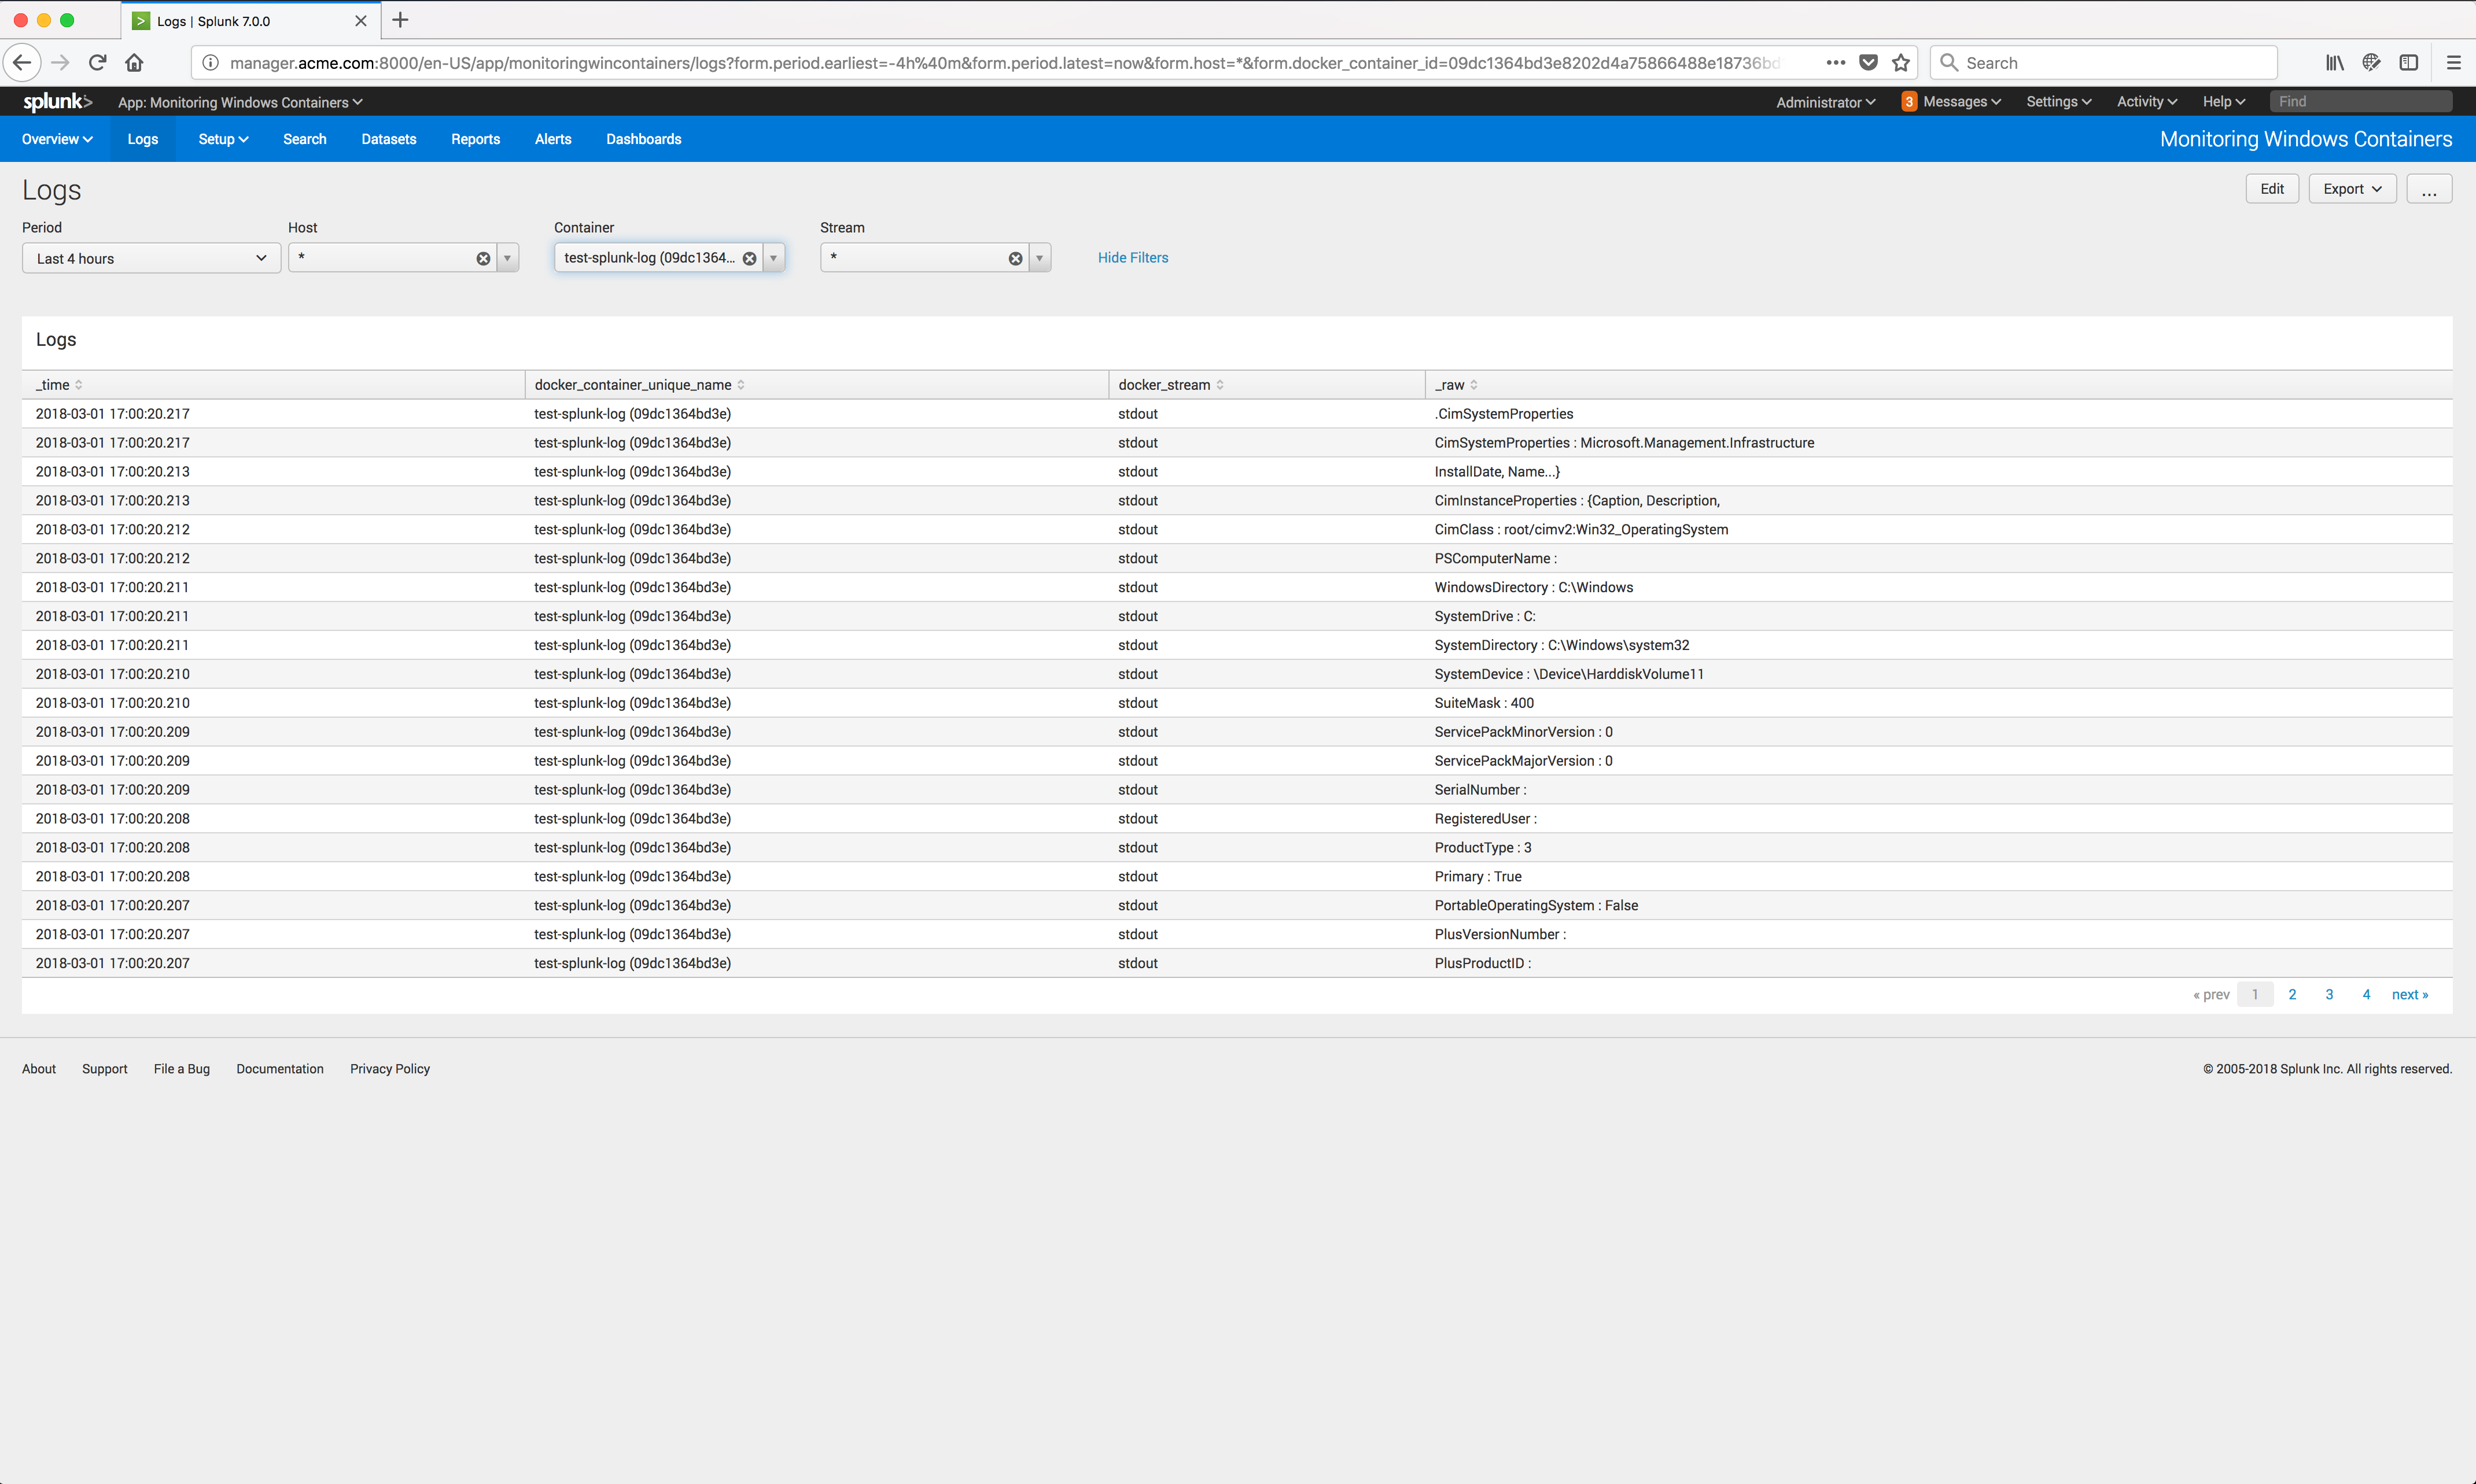 Logs | Splunk 7.0.0
manager.acme.com:8000/en-US/app/monitoringwincontainers/logs?form.period.earliest=-4h%40m&form.period.latest=now&form.host=*&form.docker_container_id=09dc1364bd3e8202d4a75866488e18736bd
Search
splunk> App: Monitoring Windows Containers Administrator 3 Messages Settings Activity Help Find
Overview Logs Setup Search Datasets Reports Alerts Dashboards Monitoring Windows Containers
Logs Edit Export ...
Period Host Container Stream
Last 4 hours * test-splunk-log (09dc1364... * Hide Filters
Logs
_time docker_container_unique_name docker_stream _raw
2018-03-01 17:00:20.217 test-splunk-log (09dc1364bd3e) stdout .CimSystemProperties
2018-03-01 17:00:20.217 test-splunk-log (09dc1364bd3e) stdout CimSystemProperties : Microsoft.Management.Infrastructure
2018-03-01 17:00:20.213 test-splunk-log (09dc1364bd3e) stdout InstallDate, Name...}
2018-03-01 17:00:20.213 test-splunk-log (09dc1364bd3e) stdout CimInstanceProperties : {Caption, Description,
2018-03-01 17:00:20.212 test-splunk-log (09dc1364bd3e) stdout CimClass : root/cimv2:Win32_OperatingSystem
2018-03-01 17:00:20.212 test-splunk-log (09dc1364bd3e) stdout PSComputerName :
2018-03-01 17:00:20.211 test-splunk-log (09dc1364bd3e) stdout WindowsDirectory : C:\Windows
2018-03-01 17:00:20.211 test-splunk-log (09dc1364bd3e) stdout SystemDrive : C:
2018-03-01 17:00:20.211 test-splunk-log (09dc1364bd3e) stdout SystemDirectory : C:\Windows\system32
2018-03-01 17:00:20.210 test-splunk-log (09dc1364bd3e) stdout SystemDevice : \Device\HarddiskVolume11
2018-03-01 17:00:20.210 test-splunk-log (09dc1364bd3e) stdout SuiteMask : 400
2018-03-01 17:00:20.209 test-splunk-log (09dc1364bd3e) stdout ServicePackMinorVersion : 0
2018-03-01 17:00:20.209 test-splunk-log (09dc1364bd3e) stdout ServicePackMajorVersion : 0
2018-03-01 17:00:20.209 test-splunk-log (09dc1364bd3e) stdout SerialNumber :
2018-03-01 17:00:20.208 test-splunk-log (09dc1364bd3e) stdout RegisteredUser :
2018-03-01 17:00:20.208 test-splunk-log (09dc1364bd3e) stdout ProductType : 3
2018-03-01 17:00:20.208 test-splunk-log (09dc1364bd3e) stdout Primary : True
2018-03-01 17:00:20.207 test-splunk-log (09dc1364bd3e) stdout PortableOperatingSystem : False
2018-03-01 17:00:20.207 test-splunk-log (09dc1364bd3e) stdout PlusVersionNumber :
2018-03-01 17:00:20.207 test-splunk-log (09dc1364bd3e) stdout PlusProductID :
« prev 1 2 3 4 next »
About Support File a Bug Documentation Privacy Policy © 2005-2018 Splunk Inc. All rights reserved.